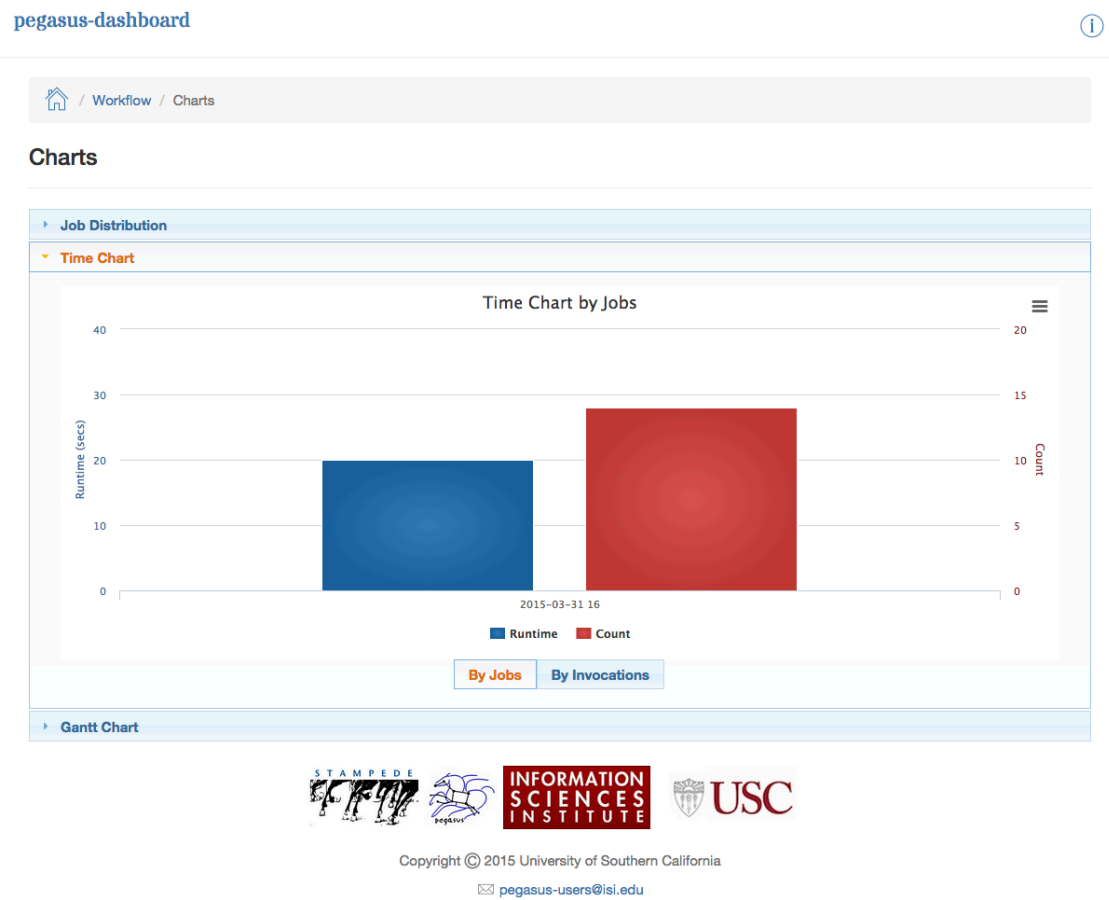 pegasus-dashboard
i
/ Workflow / Charts
Charts
Job Distribution
Time Chart
Time Chart by Jobs
40
30
20
10
0
Runtime (secs)
20
15
10
5
0
Count
2015-03-31 16
Runtime Count
By Jobs By Invocations
Gantt Chart
STAMPEDE
pegasus
INFORMATION
SCIENCES
INSTITUTE
USC
Copyright © 2015 University of Southern California
pegasus-users@isi.edu